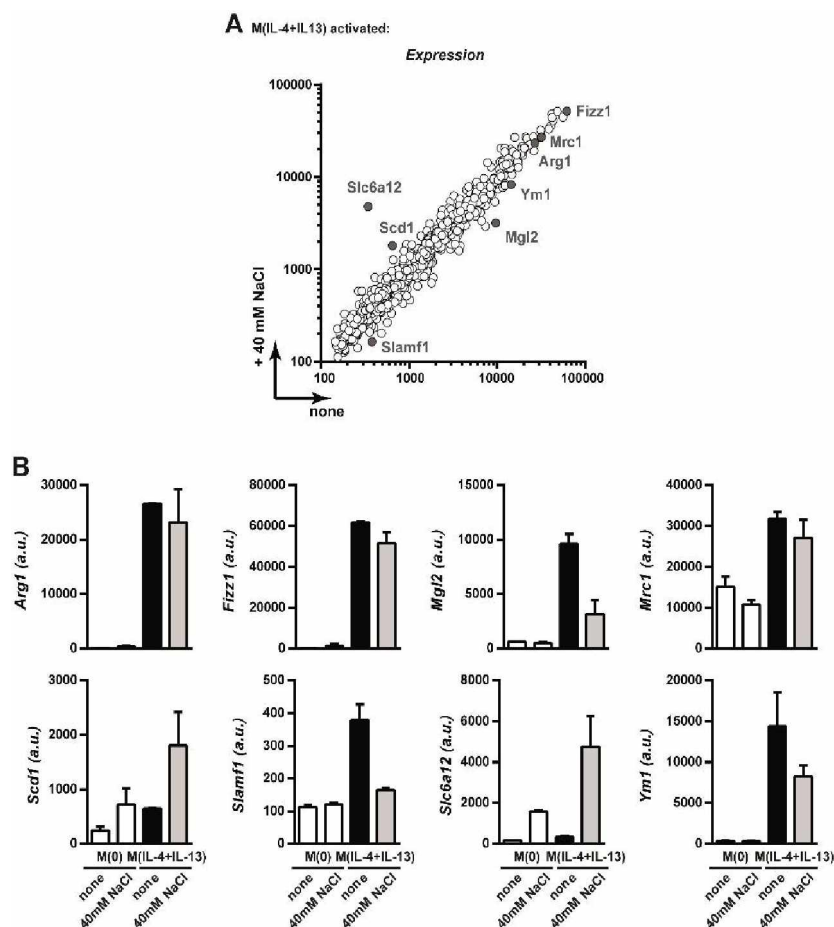 A M(IL-4+IL13) activated:
Expression
100000
10000
1000
100
+ 40 mM NaCl
Fizz1
Mrc1
Arg1
Ym1
Mgl2
Slc6a12
Scd1
Slamf1
100 1000 10000 100000
none
B
30000
20000
10000
0
Arg1 (a.u.)
80000
60000
40000
20000
0
Fizz1 (a.u.)
15000
10000
5000
0
Mgl2 (a.u.)
40000
30000
20000
10000
0
Mrc1 (a.u.)
3000
2000
1000
0
Scd1 (a.u.)
500
400
300
200
100
0
Slamf1 (a.u.)
8000
6000
4000
2000
0
Slc6a12 (a.u.)
20000
15000
10000
5000
0
Ym1 (a.u.)
M(0) M(IL-4+IL-13) M(0) M(IL-4+IL-13) M(0) M(IL-4+IL-13) M(0) M(IL-4+IL-13)
none 40mM NaCl none 40mM NaCl none 40mM NaCl none 40mM NaCl none 40mM NaCl none 40mM NaCl none 40mM NaCl none 40mM NaCl